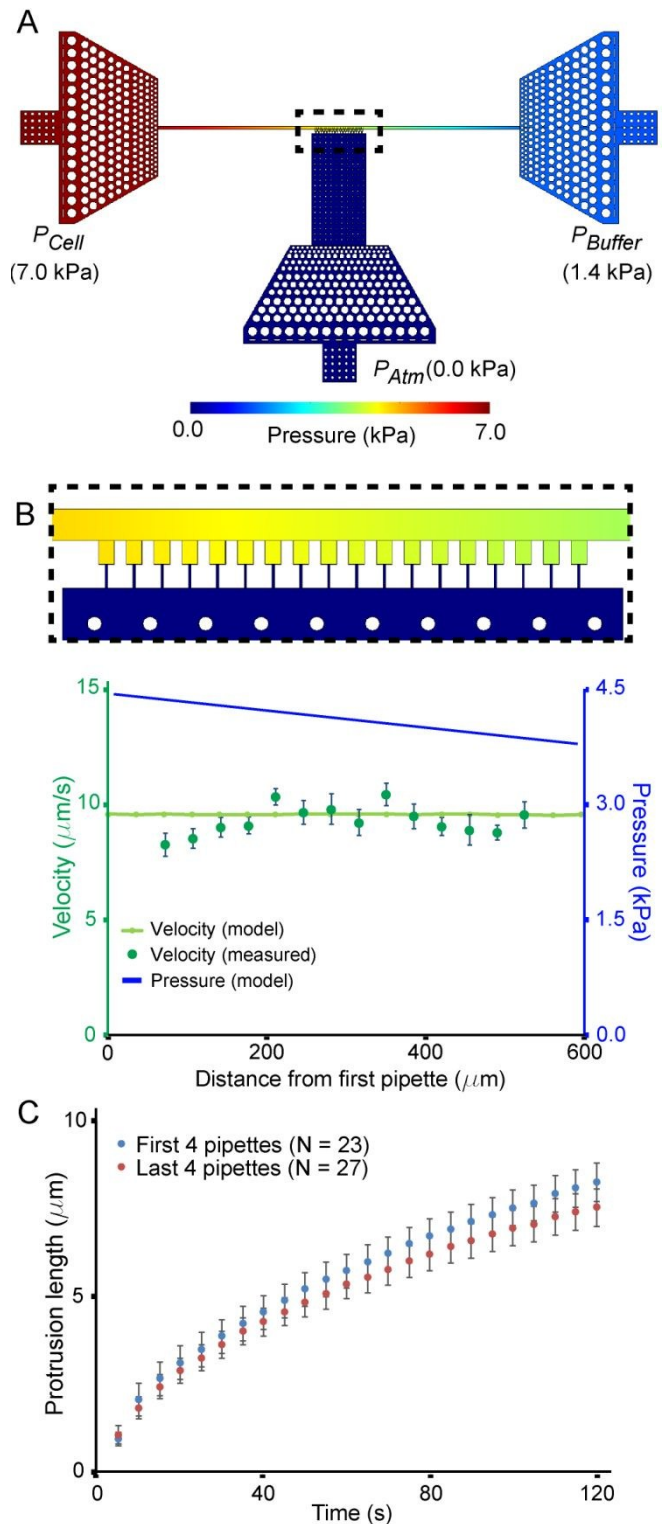 A
P_Cell
(7.0 kPa)
P_Buffer
(1.4 kPa)
P_Atm (0.0 kPa)
0.0 7.0
Pressure (kPa)
B
15
10
5
0
Velocity (μm/s)
4.5
3.0
1.5
0.0
Pressure (kPa)
Velocity (model)
Velocity (measured)
Pressure (model)
0 200 400 600
Distance from first pipette (μm)
C
10
5
0
Protrusion length (μm)
First 4 pipettes (N = 23)
Last 4 pipettes (N = 27)
0 40 80 120
Time (s)